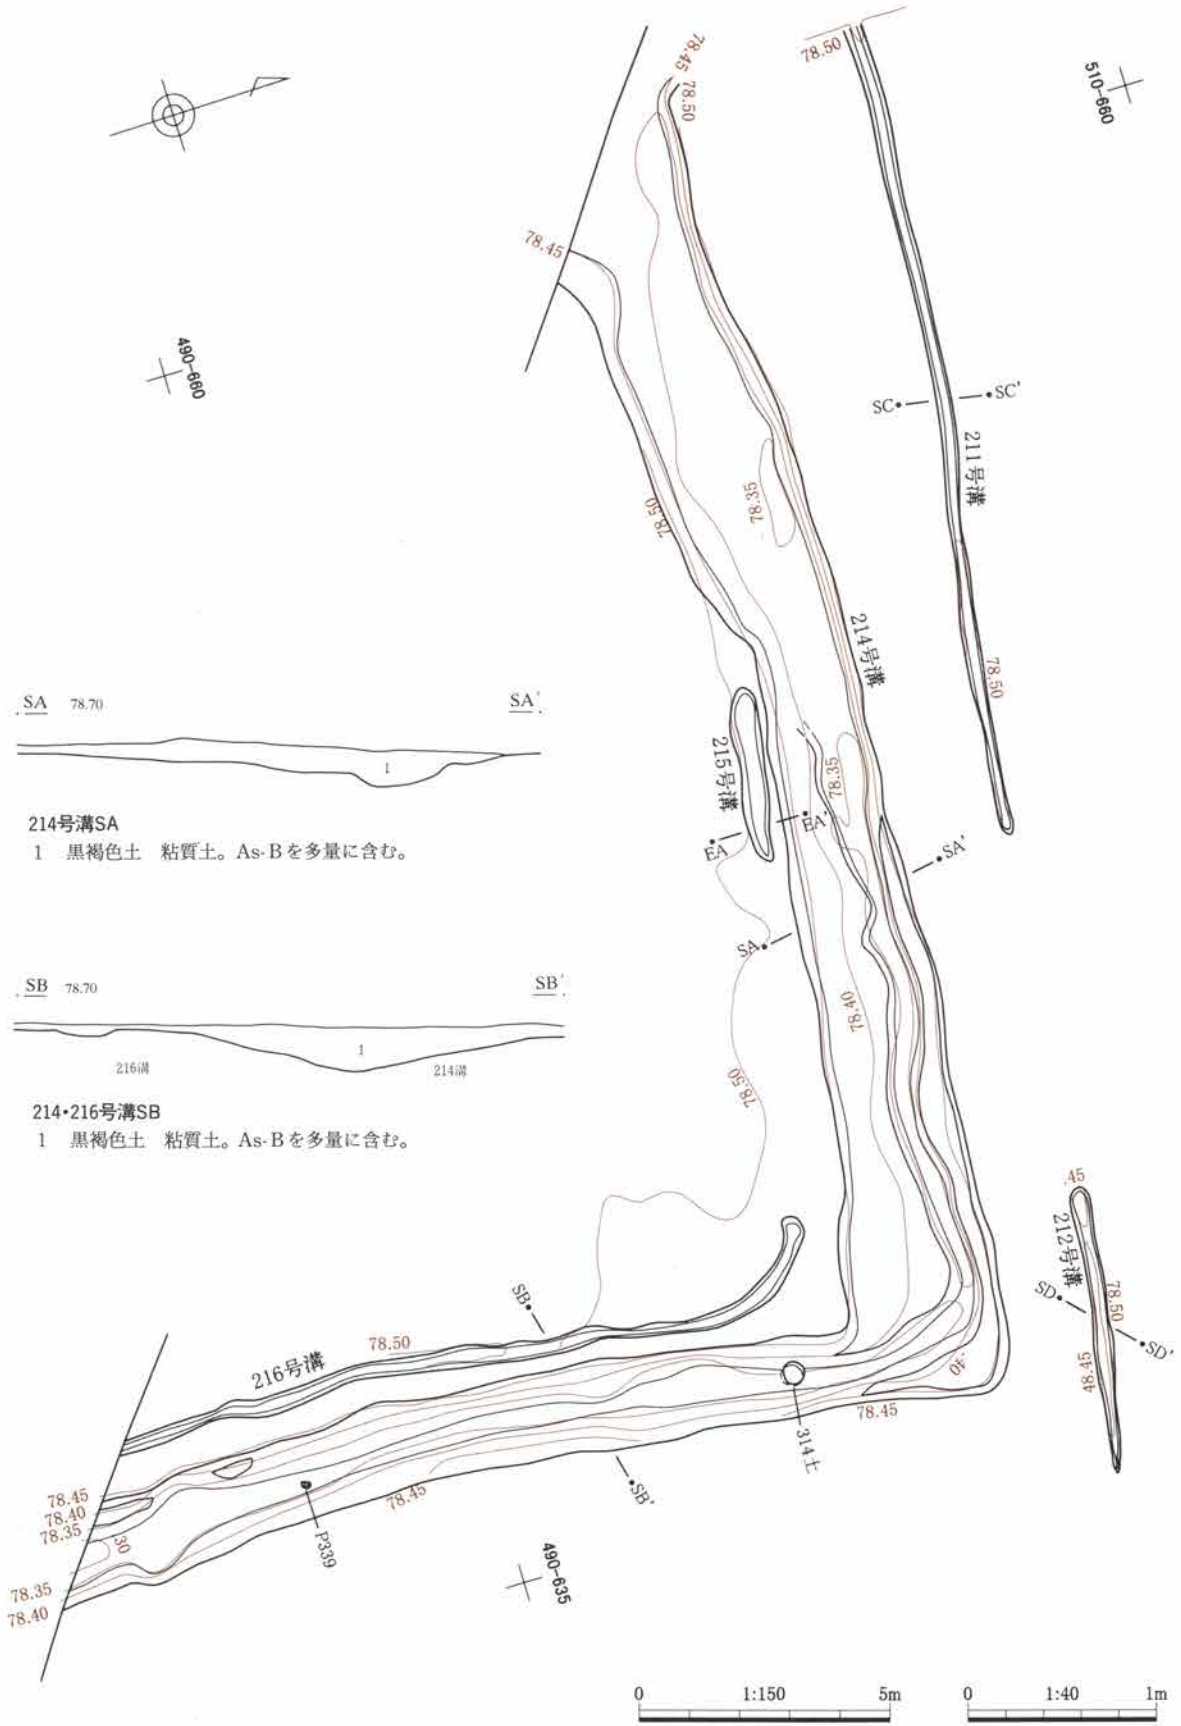 78.45
78.50
78.50
510-660
78.45
490-660
SC
SC'
211号溝
78.35
78.50
214号溝
78.50
SA 78.70 SA'
1
215号溝
78.35
EA
EA'
SA'
SA
214号溝SA
1 黒褐色土 粘質土。As-Bを多量に含む。
SB 78.70 SB'
1
216溝
214溝
78.40
78.50
214・216号溝SB
1 黒褐色土 粘質土。As-Bを多量に含む。
.45
212号溝
SD
78.50
SD'
48.45
SB
78.50
216号溝
.40
78.45
314土
SB'
78.45
P339
78.45
78.40
78.35
.30
78.35
78.40
490-635
0 1:150 5m
0 1:40 1m